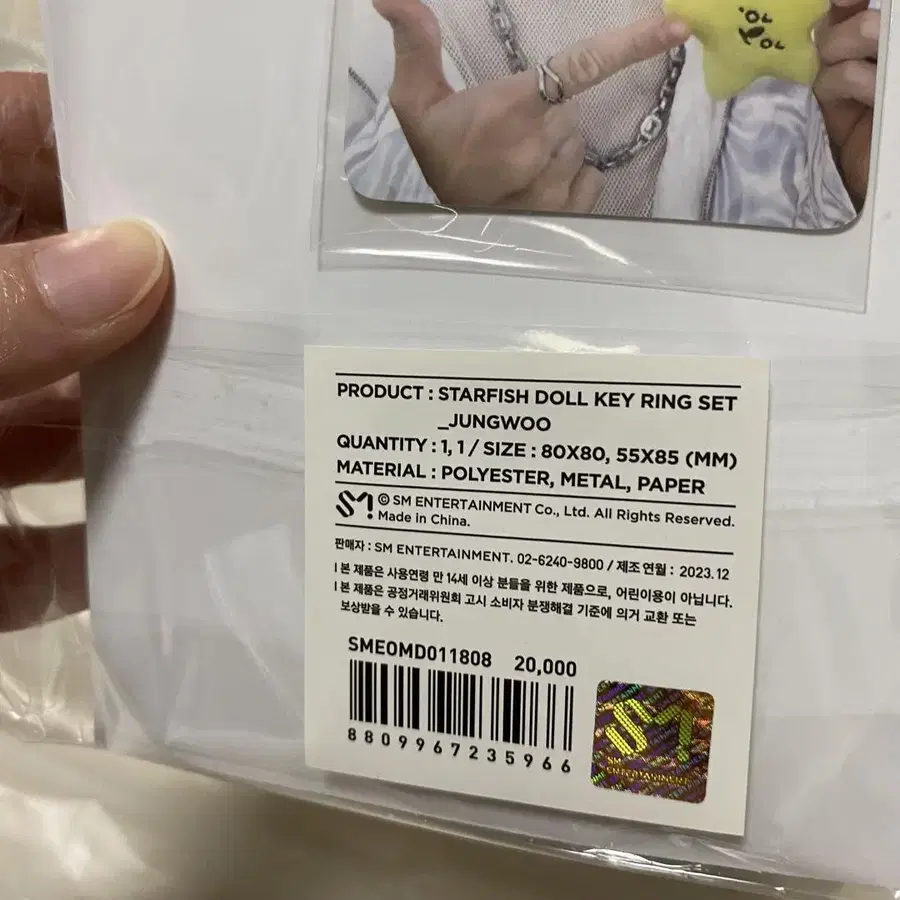 PRODUCT : STARFISH DOLL KEY RING SET
_JUNGWOO
QUANTITY : 1, 1 / SIZE : 80X80, 55X85 (MM)
MATERIAL : POLYESTER, METAL, PAPER
SM! © SM ENTERTAINMENT Co., Ltd. All Rights Reserved.
Made in China.
판매자 : SM ENTERTAINMENT. 02-6240-9800 / 제조 연월 : 2023.12
l 본 제품은 사용연령 만 14세 이상 분들을 위한 제품으로, 어린이용이 아닙니다.
l 본 제품은 공정거래위원회 고시 소비자 분쟁해결 기준에 의거 교환 또는
보상받을 수 있습니다.
SMEOMD011808 20,000
8809967235966
SM!
SM
ENTERTAINMENT